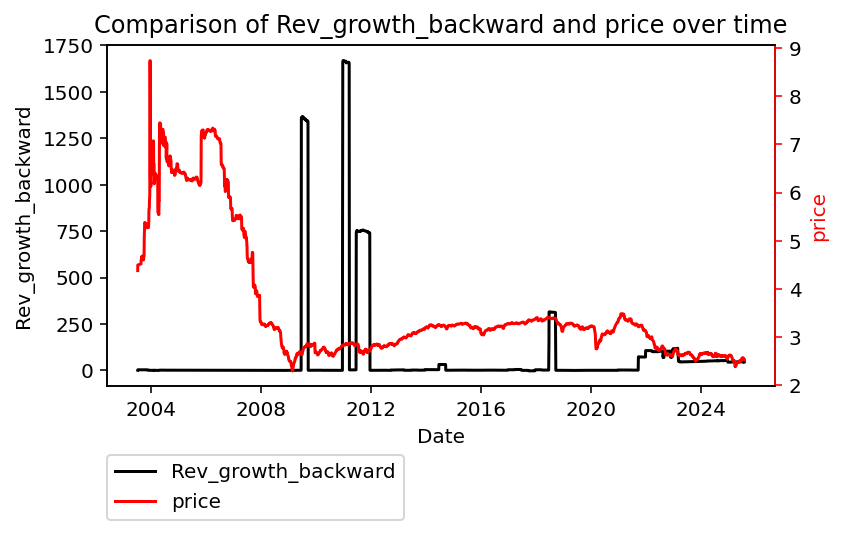 Comparison of Rev_growth_backward and price over time
1750
1500
1250
1000
750
500
250
0
Rev_growth_backward
9
8
7
6
5
4
3
2
price
2004 2008 2012 2016 2020 2024
Date
Rev_growth_backward
price